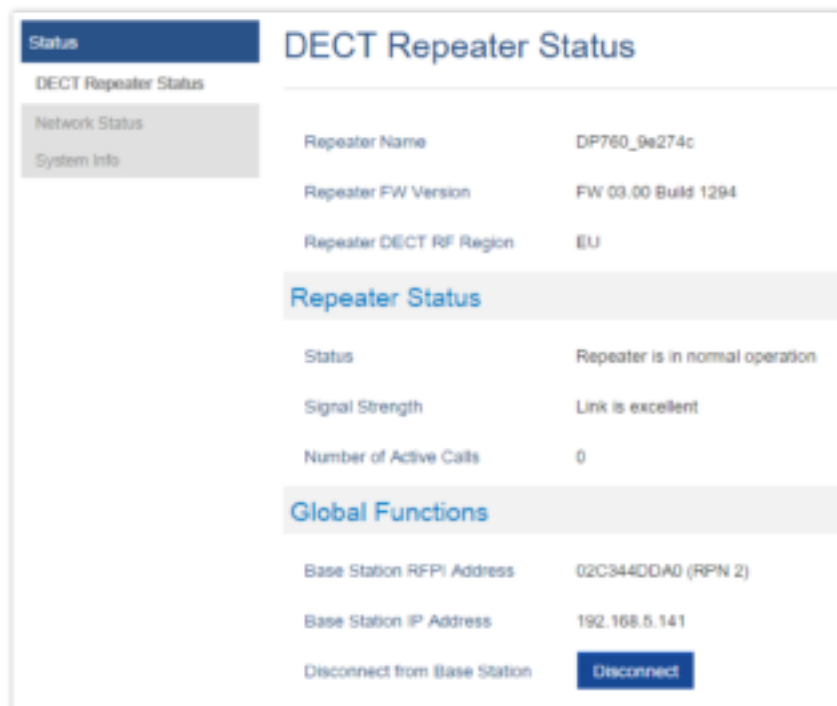 Status
DECT Repeater Status
Network Status
System Info
DECT Repeater Status
Repeater Name DP760_9e274c
Repeater FW Version FW 03.00 Build 1294
Repeater DECT RF Region EU
Repeater Status
Status Repeater is in normal operation
Signal Strength Link is excellent
Number of Active Calls 0
Global Functions
Base Station RFPI Address 02C344DDA0 (RPN 2)
Base Station IP Address 192.168.5.141
Disconnect from Base Station Disconnect